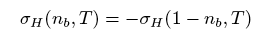 σ_H(n_b, T) = −σ_H(1 − n_b, T)